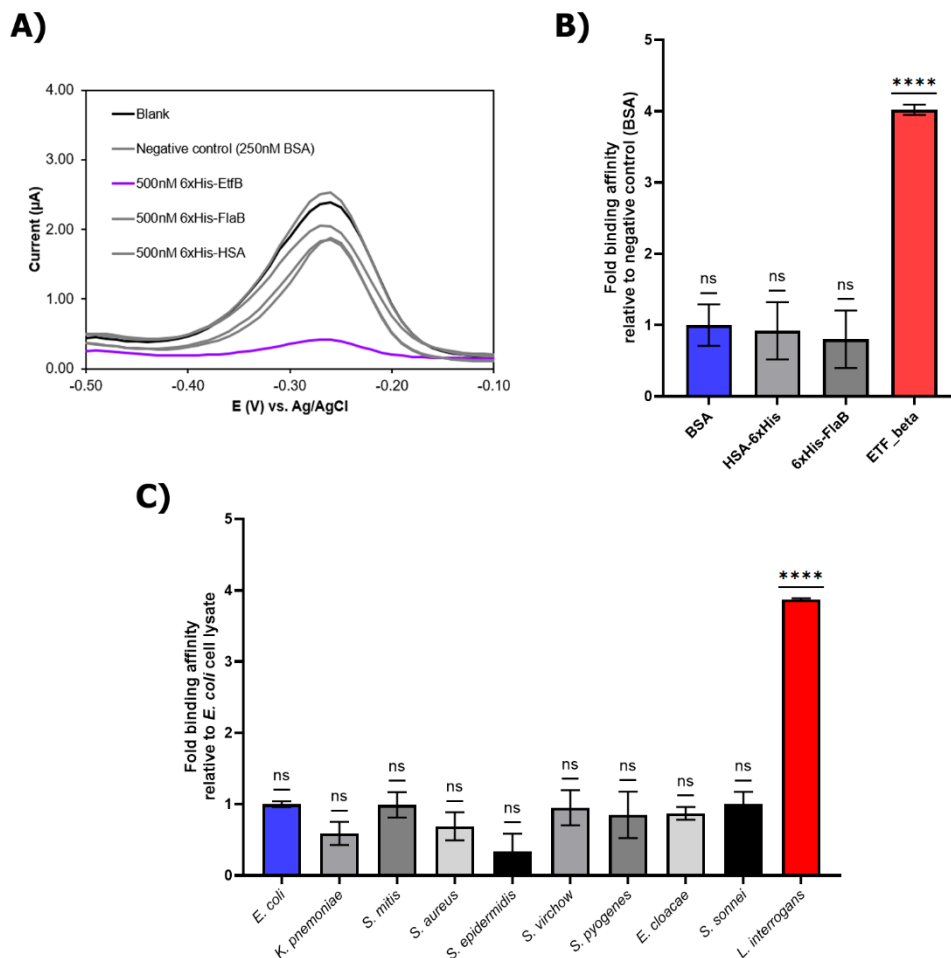 A)
4.00
3.00
2.00
1.00
0.00
Current (µA)
Blank
Negative control (250nM BSA)
500nM 6xHis-EtfB
500nM 6xHis-FlaB
500nM 6xHis-HSA
-0.50
-0.40
-0.30
-0.20
-0.10
E (V) vs. Ag/AgCl
B)
Fold binding affinity
relative to negative control (BSA)
5
4
3
2
1
0
ns
ns
ns
****
BSA
HSA-6xHis
6xHis-FlaB
ETF_beta
C)
Fold binding affinity
relative to E. coli cell lysate
5
4
3
2
1
0
ns
ns
ns
ns
ns
ns
ns
ns
ns
****
E. coli
K. pnemoniae
S. mitis
S. aureus
S. epidermidis
S. virchow
S. pyogenes
E. cloacae
S. sonnei
L. interrogans